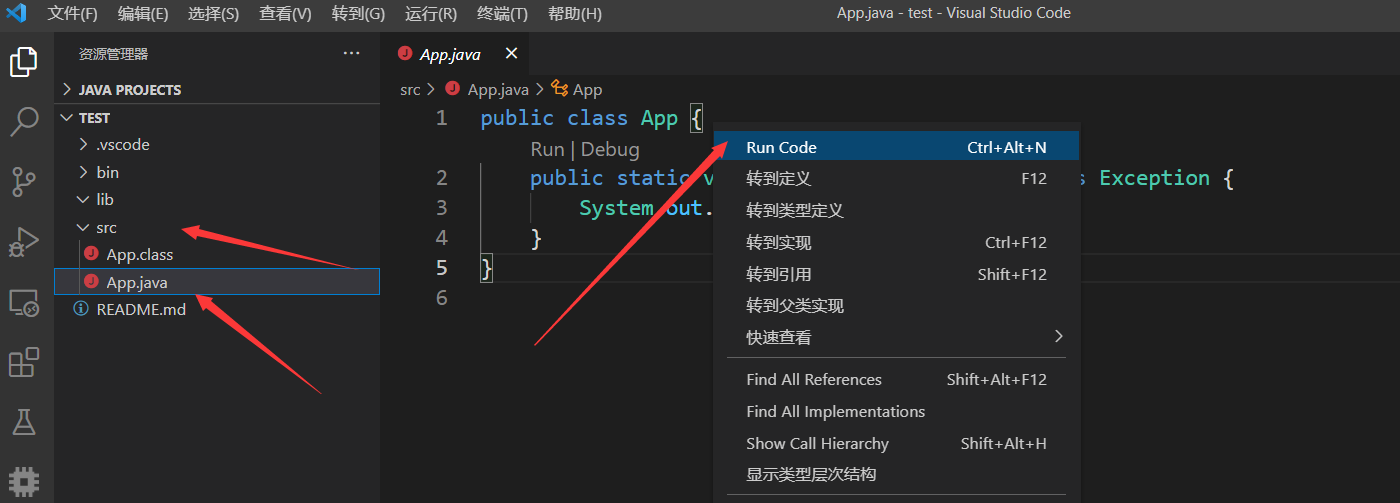 文件(F) 编辑(E) 选择(S) 查看(V) 转到(G) 运行(R) 终端(T) 帮助(H) App.java - test - Visual Studio Code
资源管理器 ···
JAVA PROJECTS
TEST
.vscode
bin
lib
src
App.class
App.java
README.md
App.java
src > App.java > App
1 public class App {
Run | Debug
2 public static v s Exception {
3 System.out.
4 }
5 }
6
Run Code Ctrl+Alt+N
转到定义 F12
转到类型定义
转到实现 Ctrl+F12
转到引用 Shift+F12
转到父类实现
快速查看 >
Find All References Shift+Alt+F12
Find All Implementations
Show Call Hierarchy Shift+Alt+H
显示类型层次结构